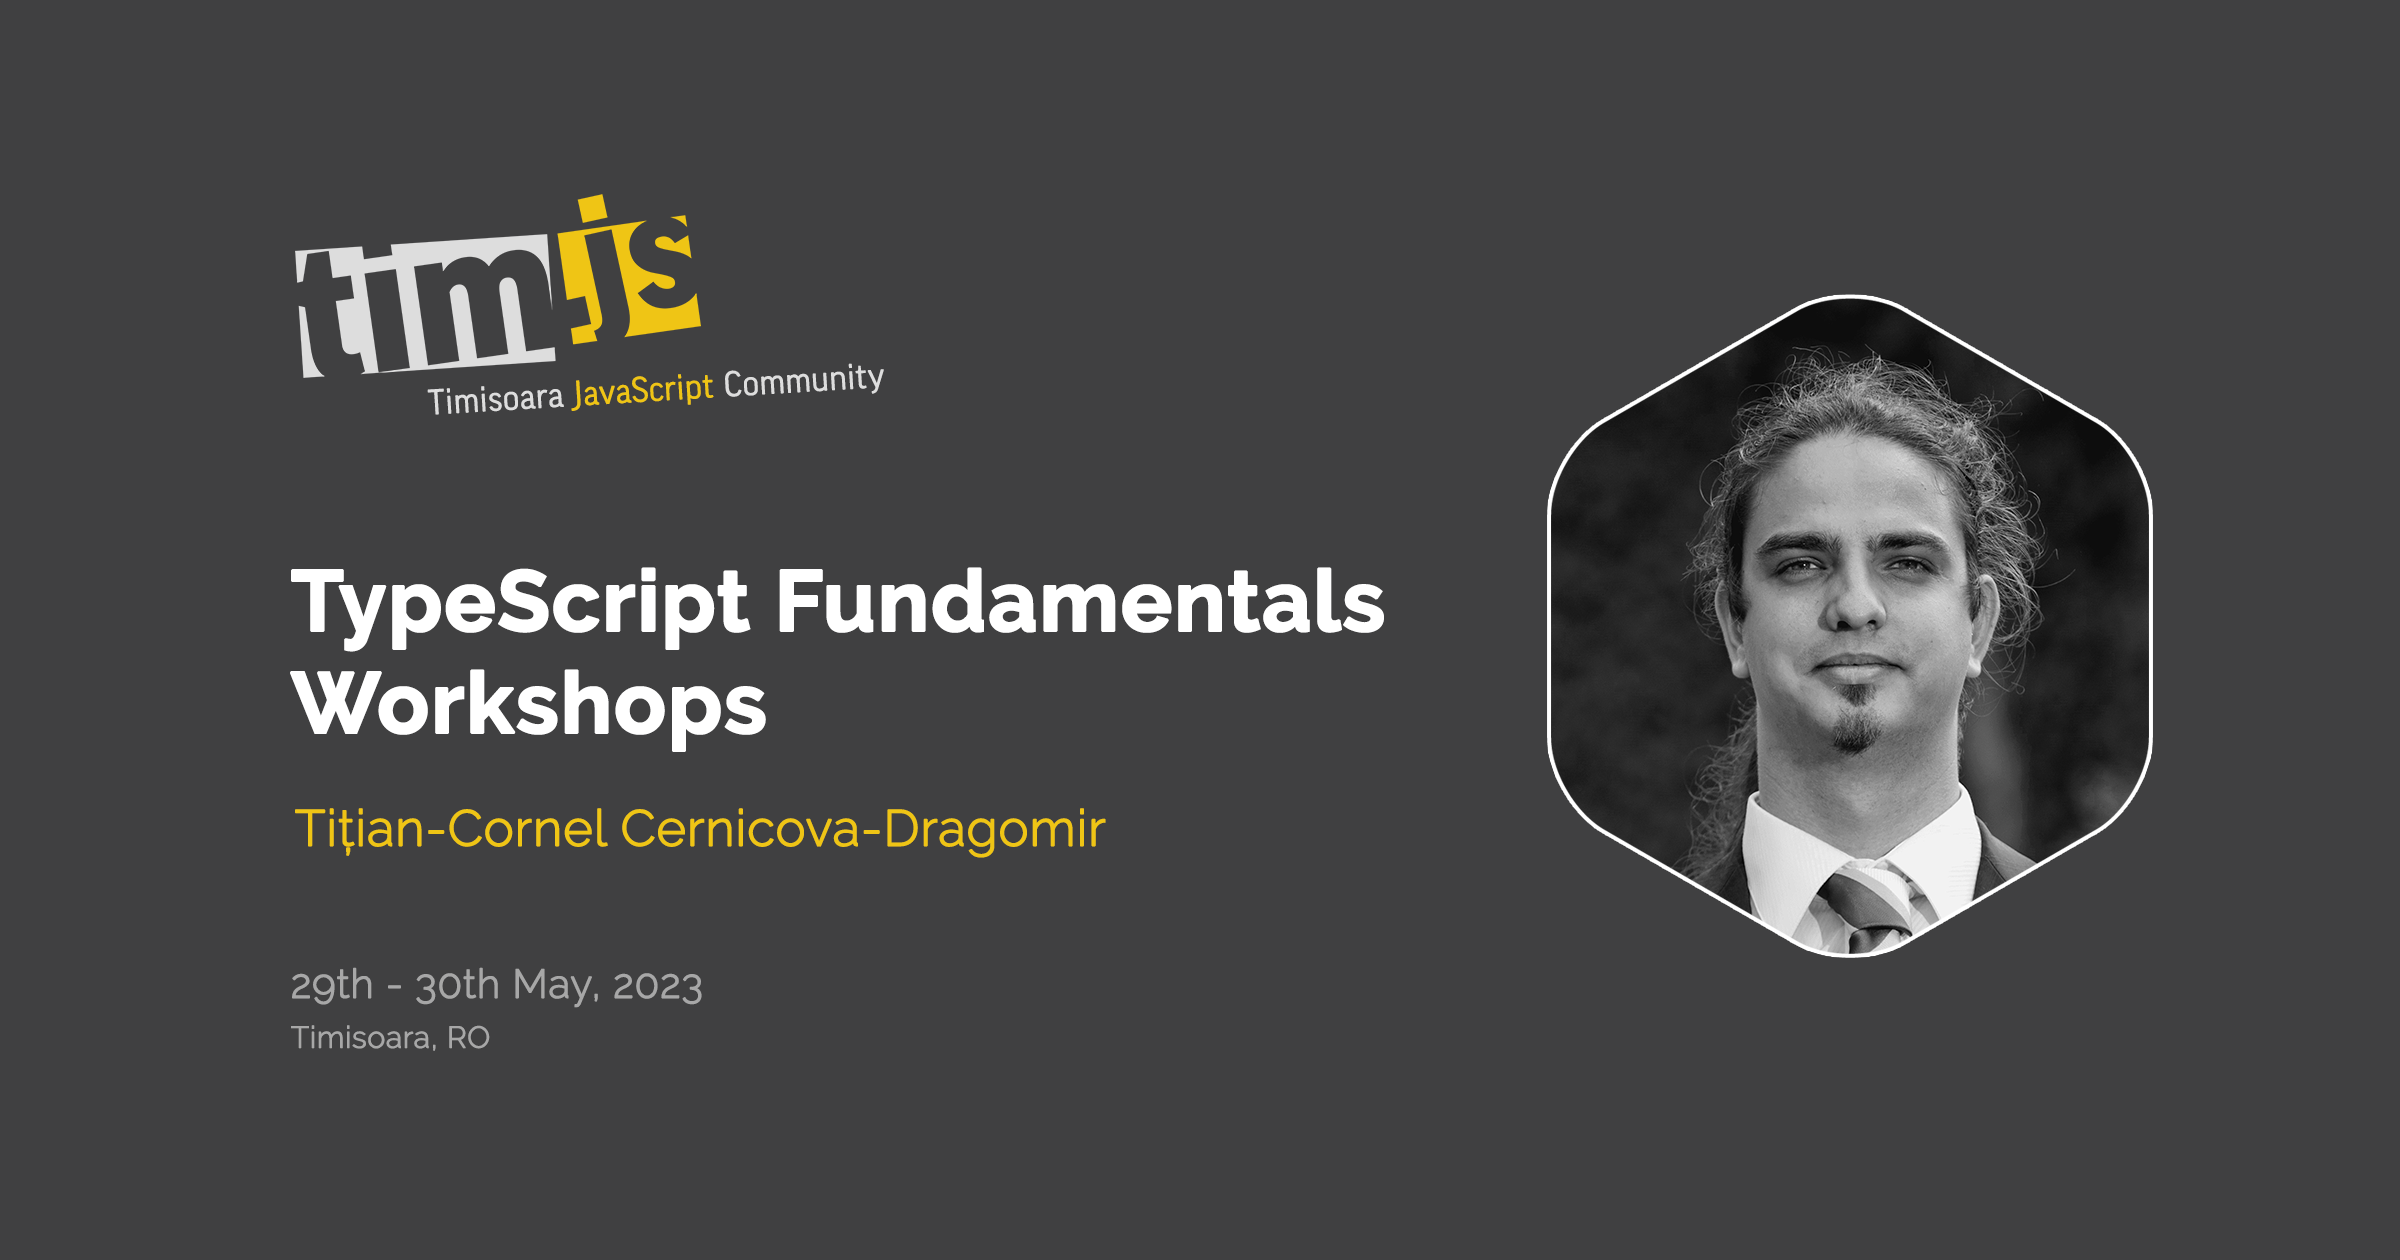 timjs
Timisoara JavaScript Community
TypeScript Fundamentals
Workshops
Tițian-Cornel Cernicova-Dragomir
29th - 30th May, 2023
Timisoara, RO